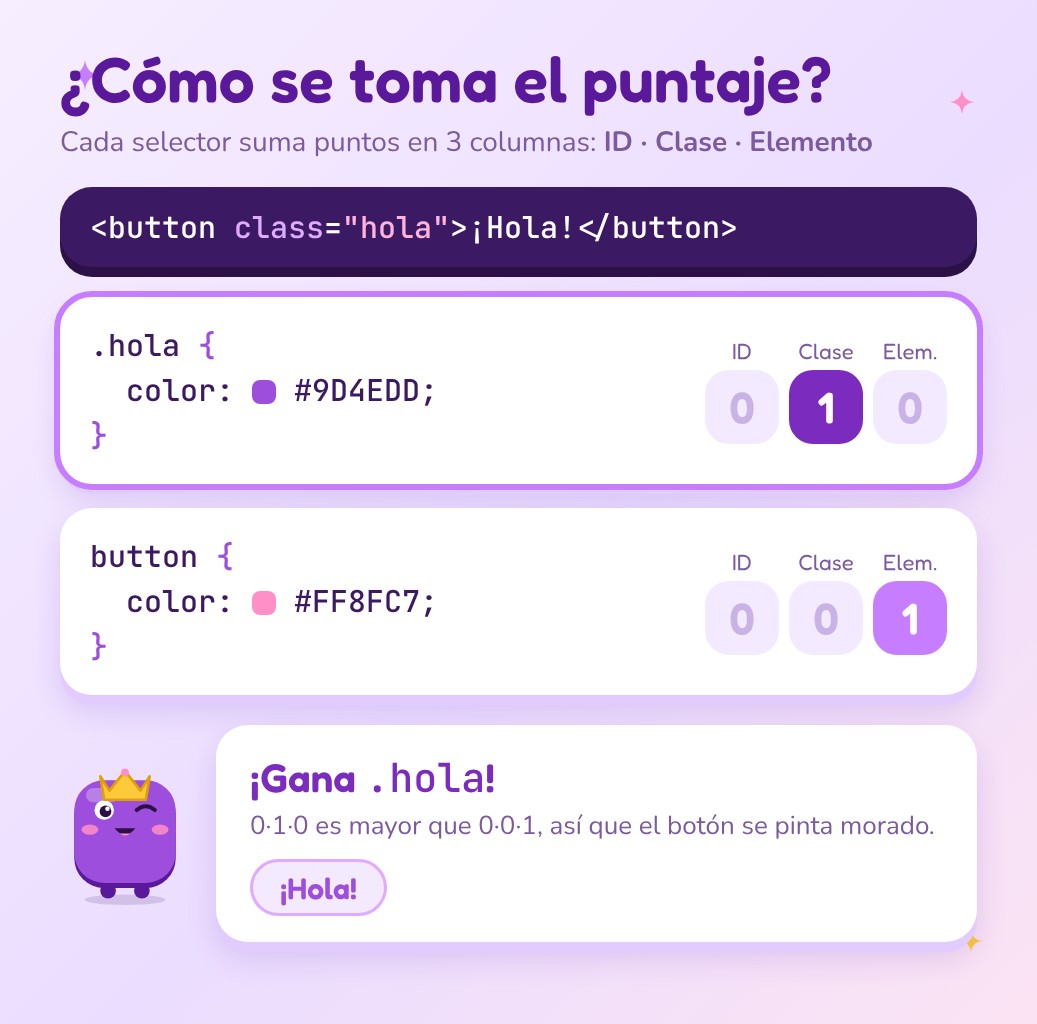 ¿Cómo se toma el puntaje?
Cada selector suma puntos en 3 columnas: ID · Clase · Elemento
<button class="hola">¡Hola!</button>
.hola {
color: #9D4EDD;
}
ID Clase Elem.
0 1 0
button {
color: #FF8FC7;
}
ID Clase Elem.
0 0 1
¡Gana .hola!
0·1·0 es mayor que 0·0·1, así que el botón se pinta morado.
¡Hola!